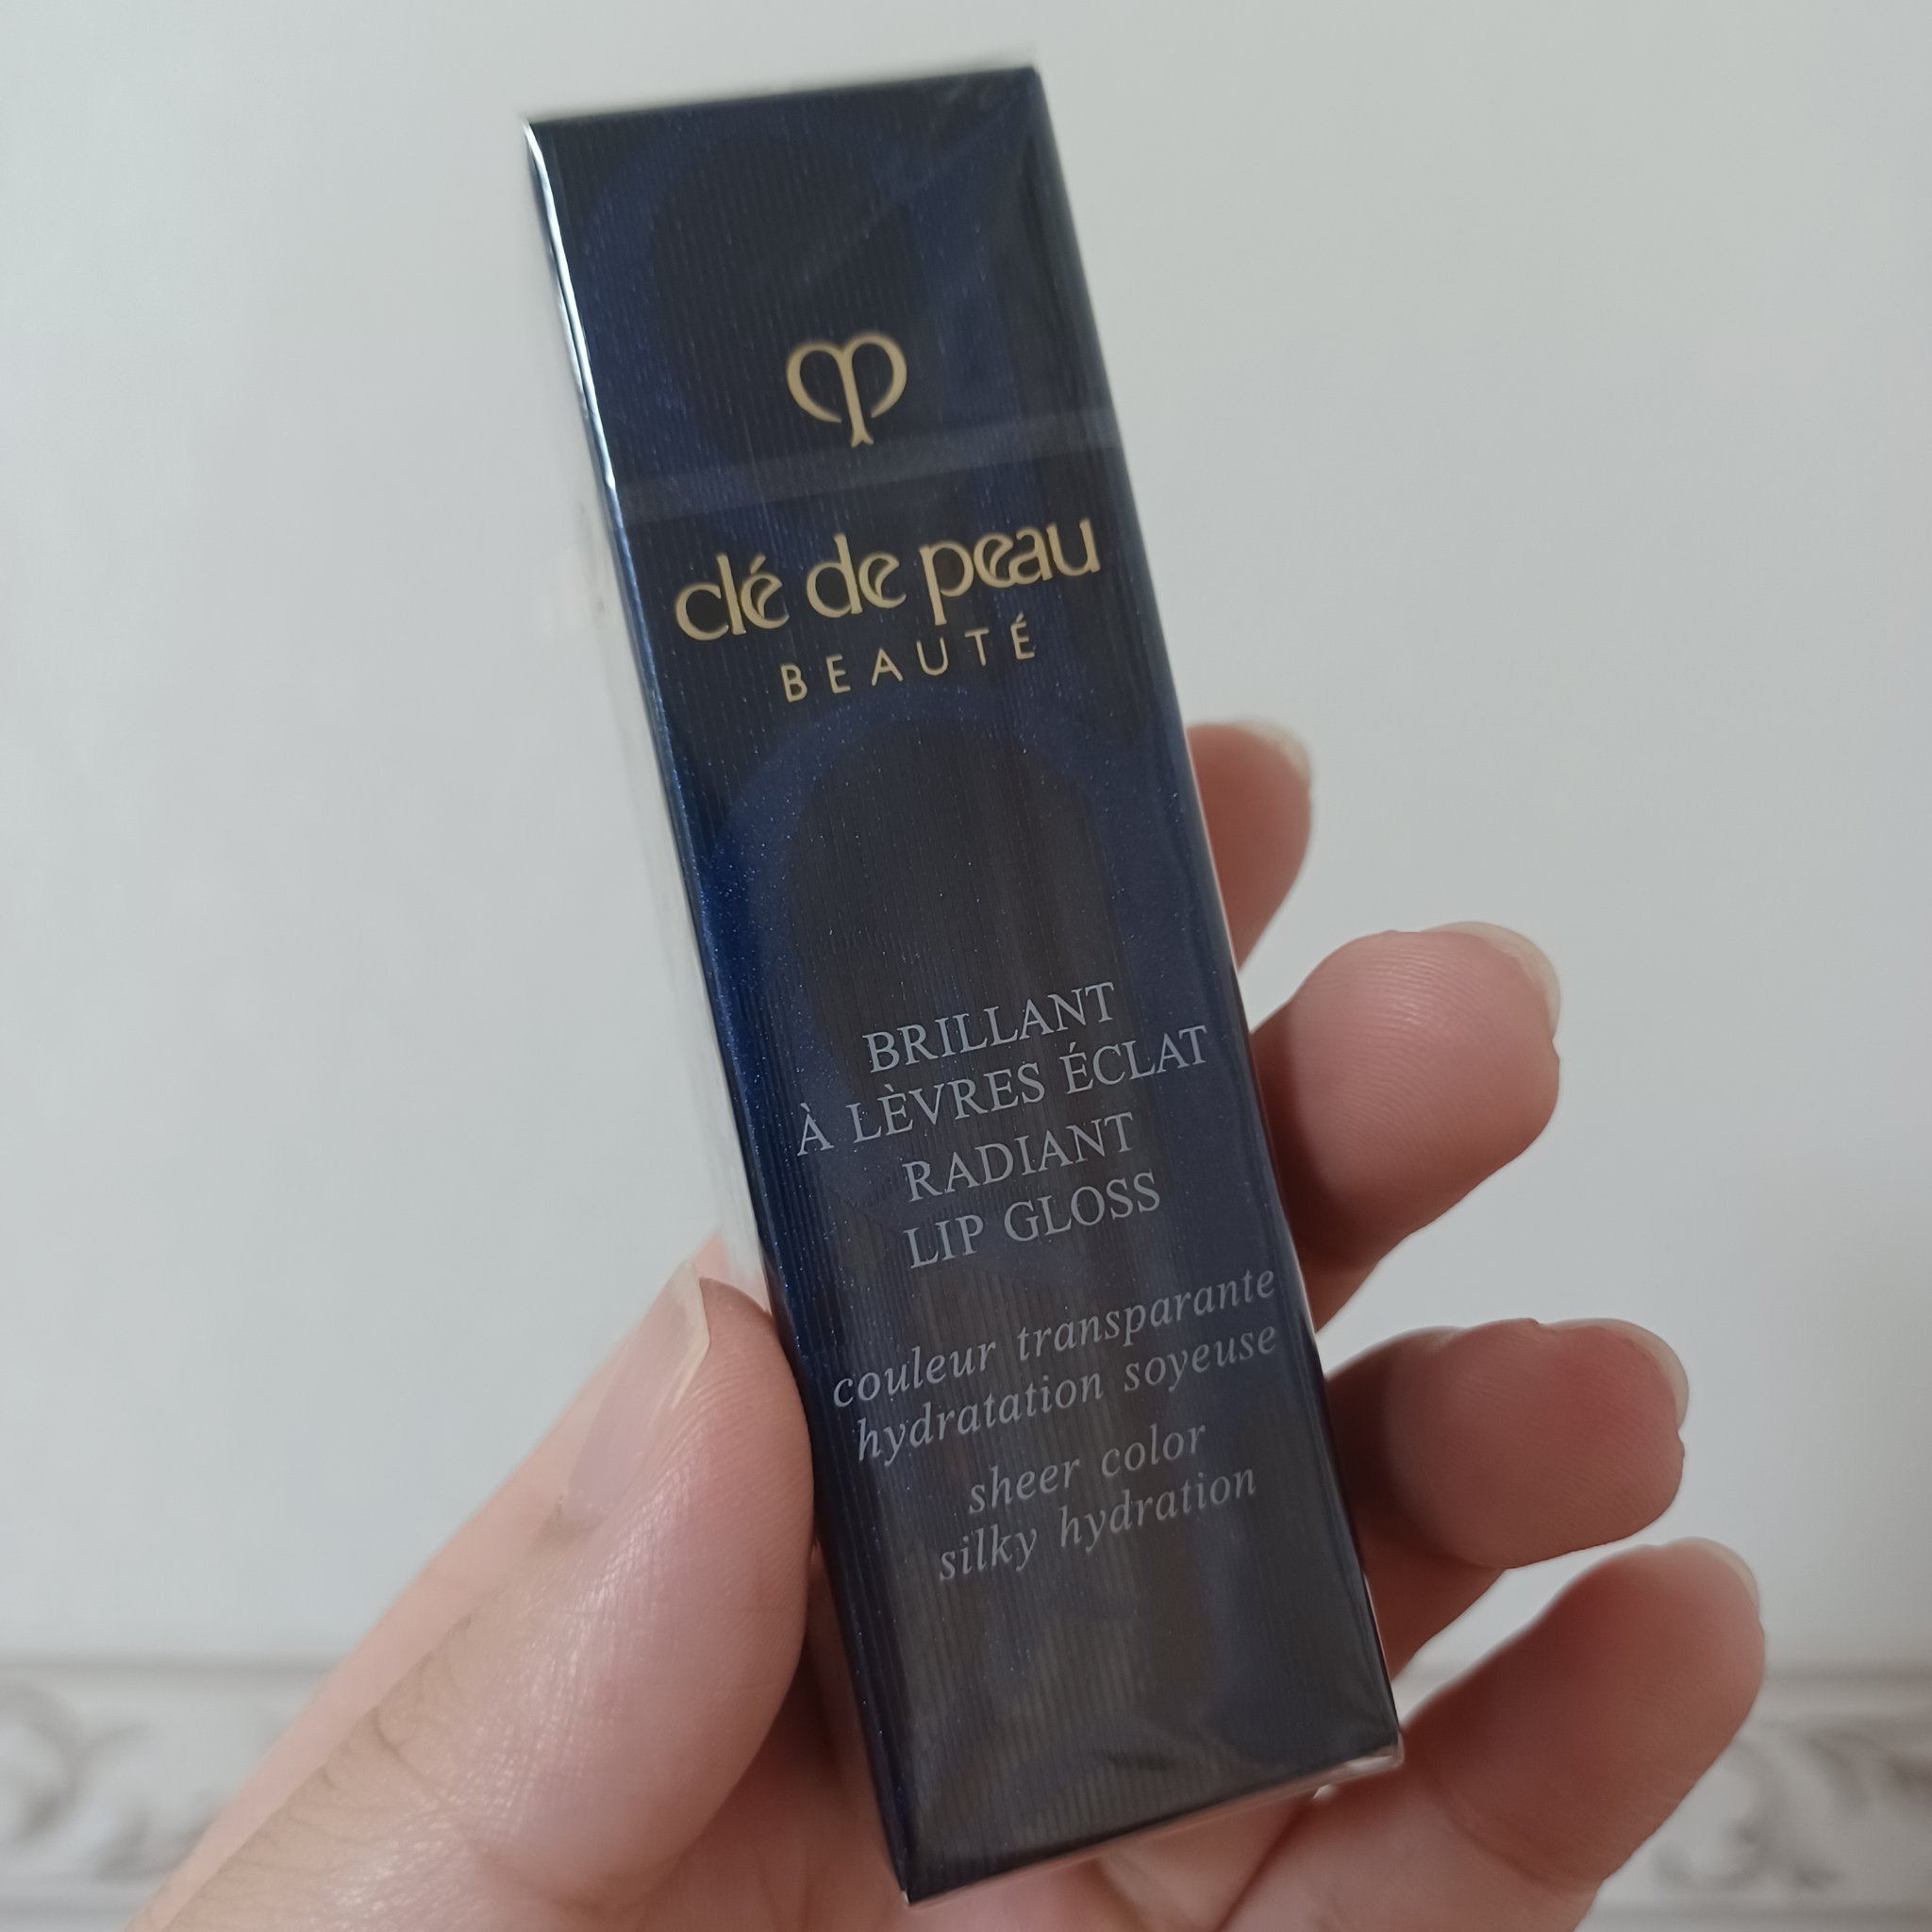 clé de peau
BEAUTÉ
BRILLANT
À LÈVRES ÉCLAT
RADIANT
LIP GLOSS
couleur transparante
hydratation soyeuse
sheer color
silky hydration